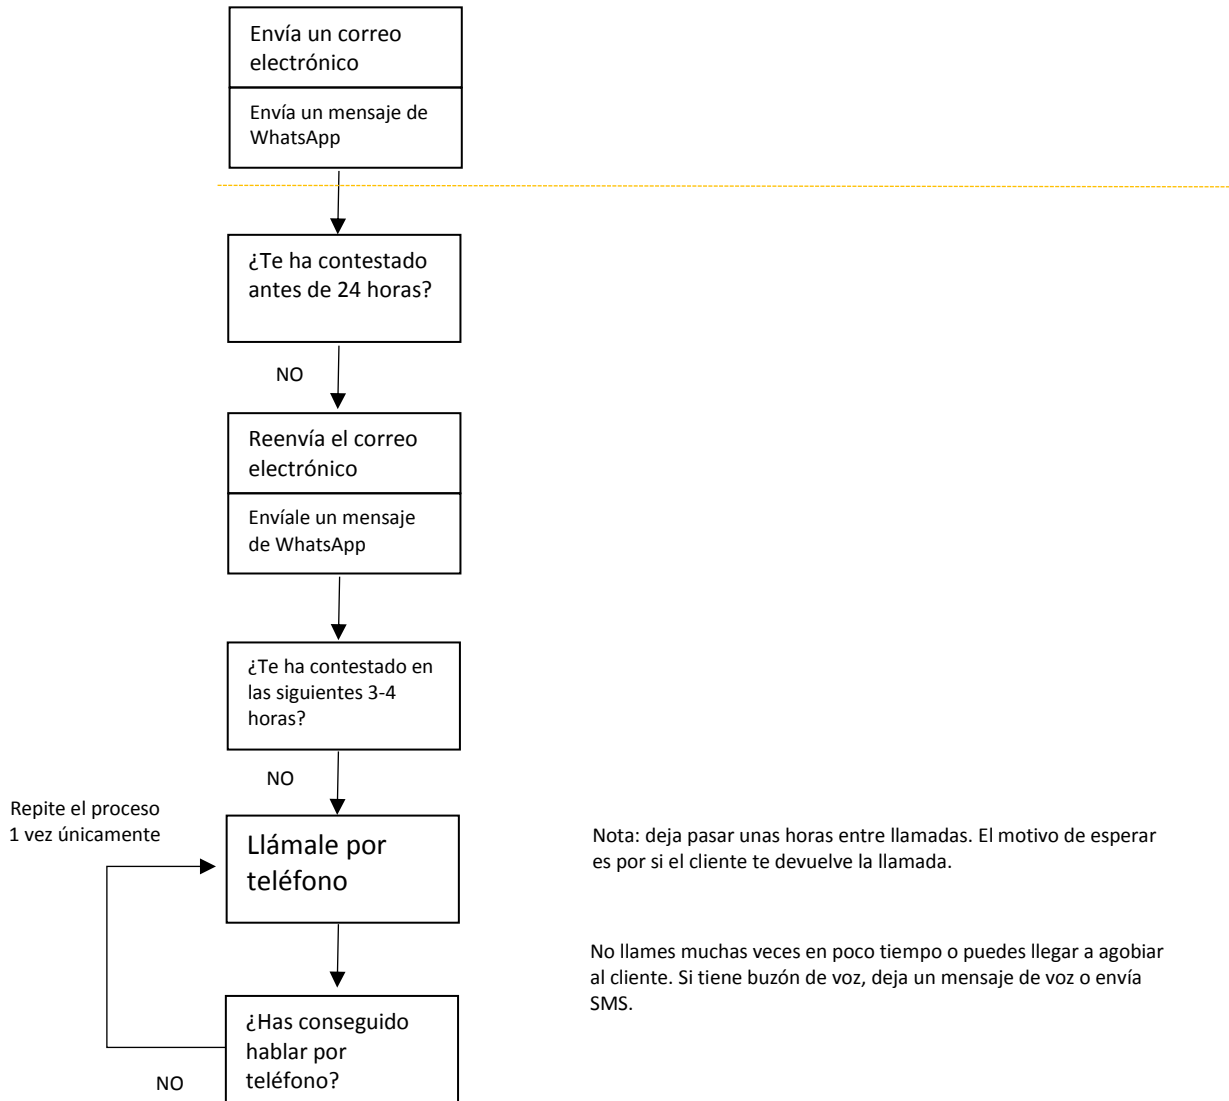 Envía un correo
electrónico
Envía un mensaje de
WhatsApp
¿Te ha contestado
antes de 24 horas?
NO
Reenvía el correo
electrónico
Envíale un mensaje
de WhatsApp
¿Te ha contestado en
las siguientes 3-4
horas?
NO
Repite el proceso
1 vez únicamente
Llámale por
teléfono
Nota: deja pasar unas horas entre llamadas. El motivo de esperar
es por si el cliente te devuelve la llamada.
No llames muchas veces en poco tiempo o puedes llegar a agobiar
al cliente. Si tiene buzón de voz, deja un mensaje de voz o envía
SMS.
¿Has conseguido
hablar por
teléfono?
NO